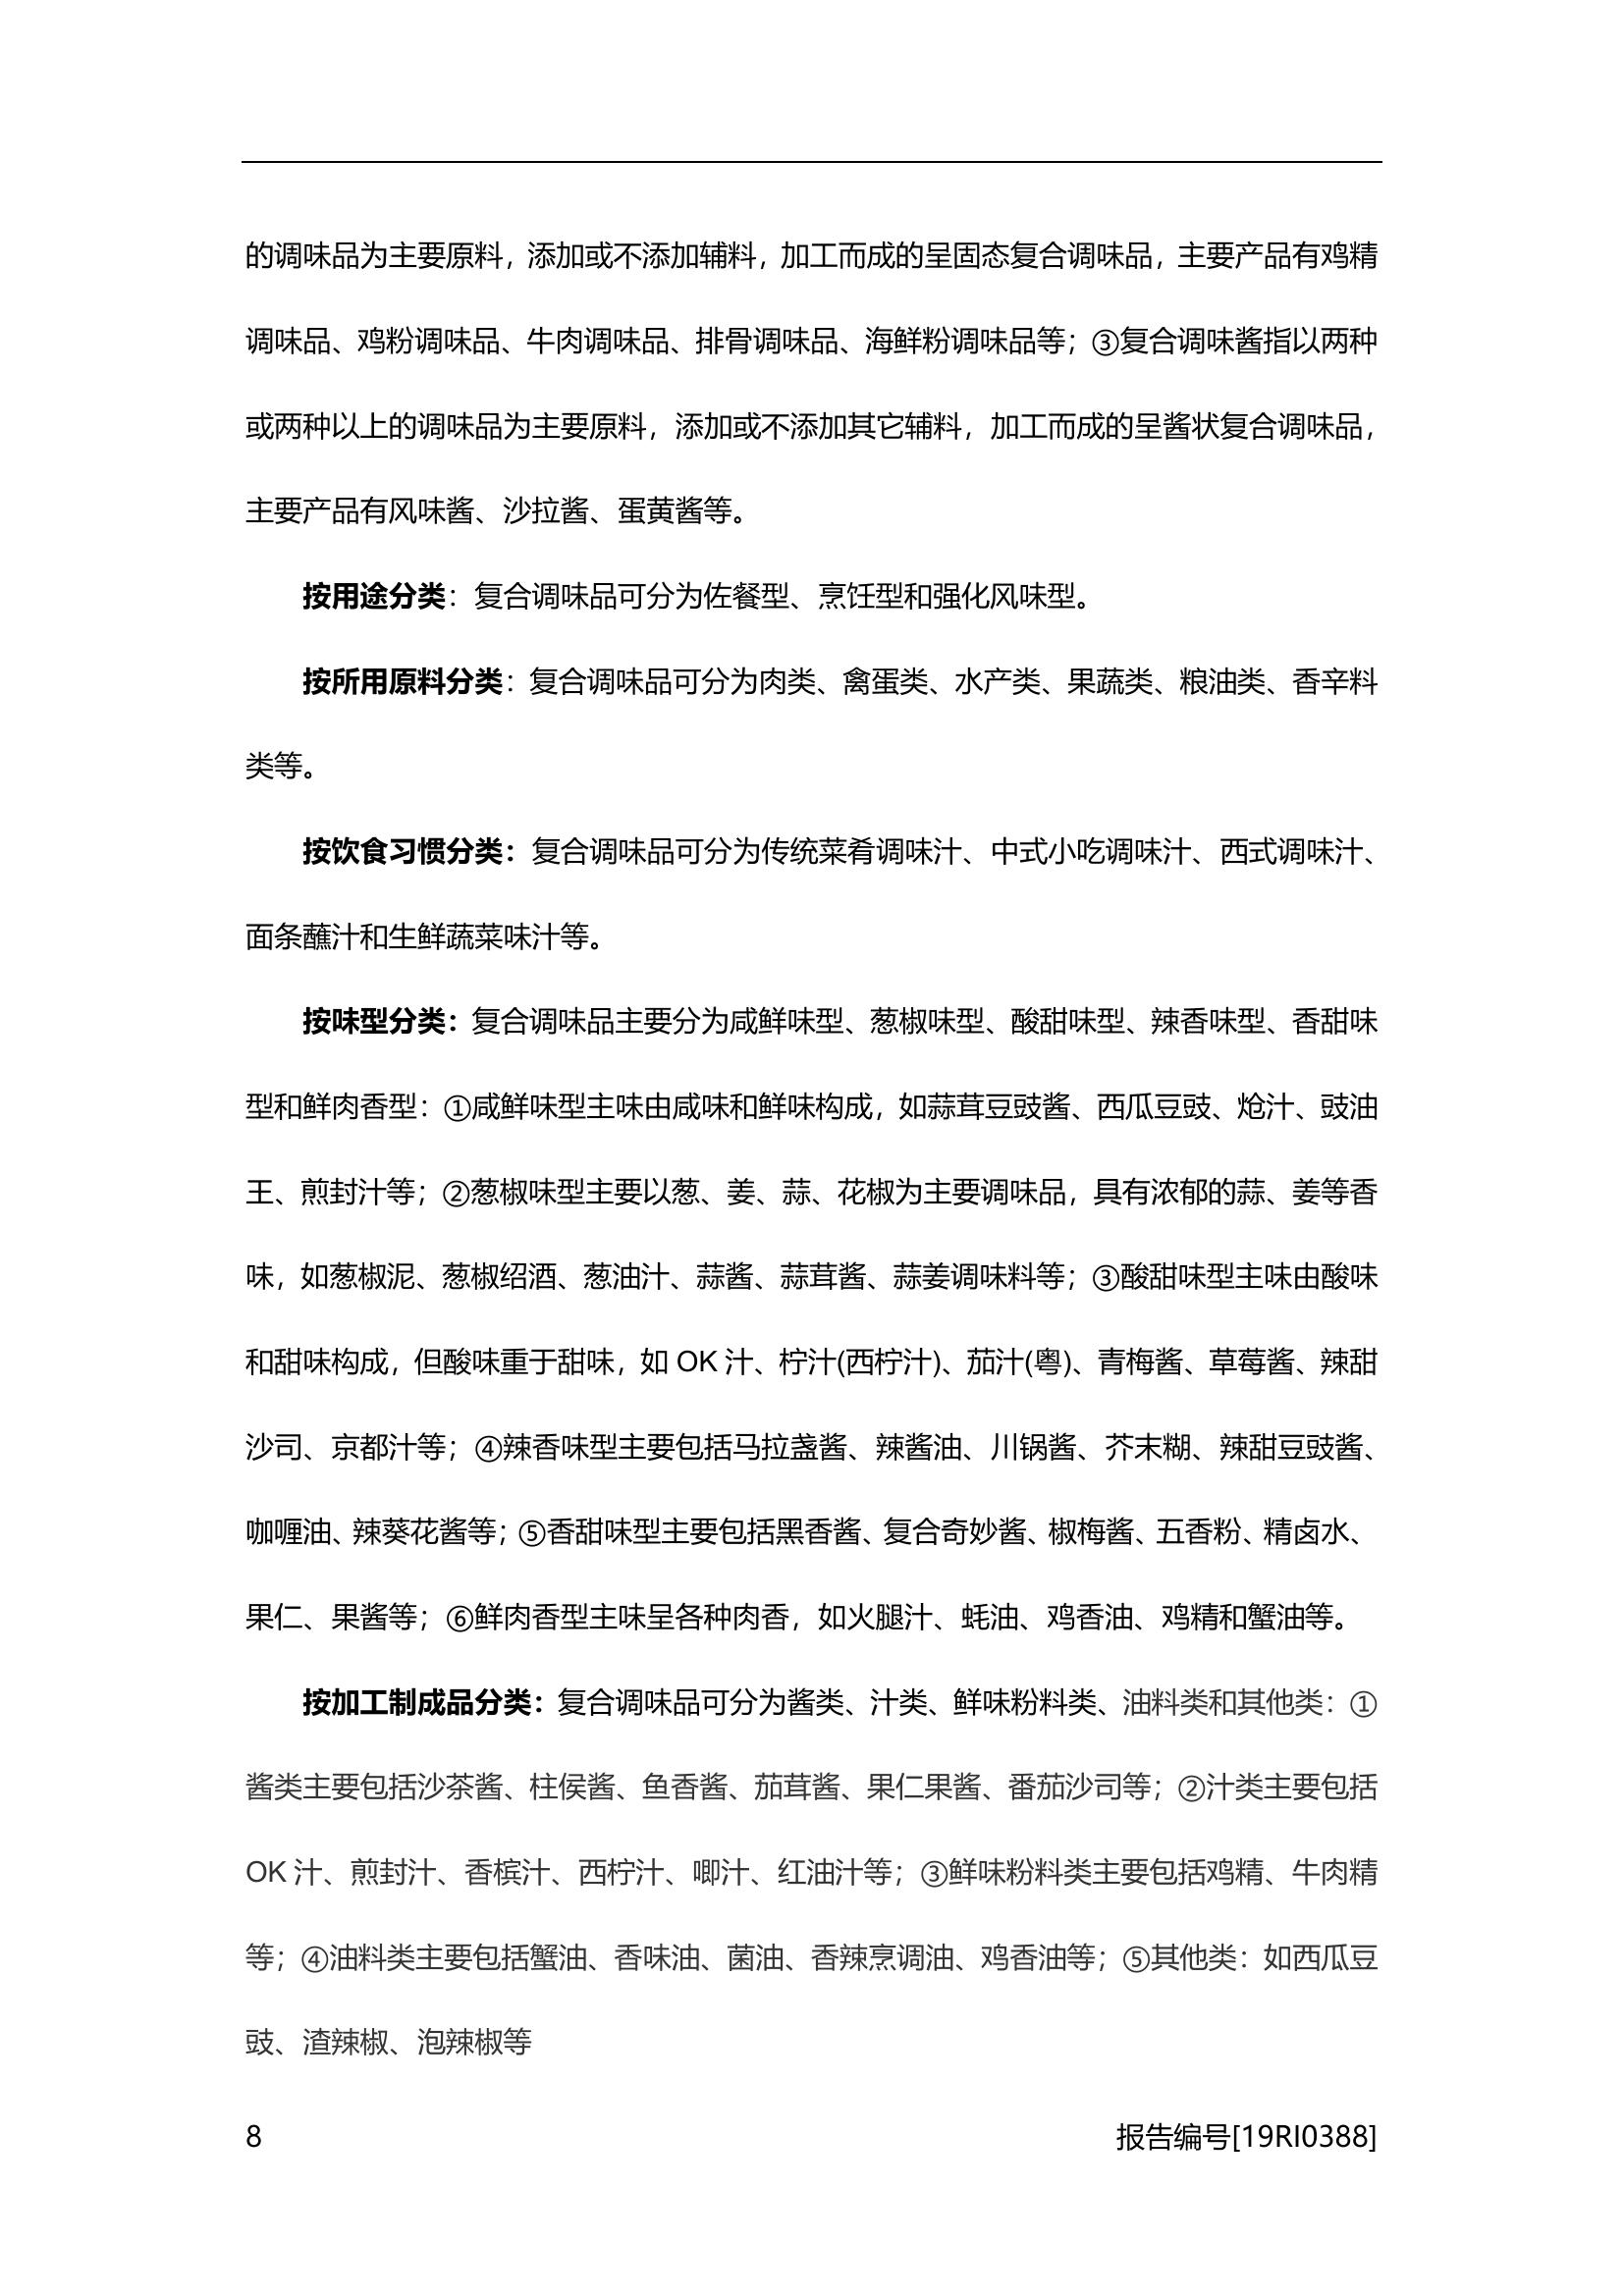 的调味品为主要原料，添加或不添加辅料，加工而成的呈固态复合调味品，主要产品有鸡精
调味品、鸡粉调味品、牛肉调味品、排骨调味品、海鲜粉调味品等；③复合调味酱指以两种
或两种以上的调味品为主要原料，添加或不添加其它辅料，加工而成的呈酱状复合调味品，
主要产品有风味酱、沙拉酱、蛋黄酱等。
按用途分类：复合调味品可分为佐餐型、烹饪型和强化风味型。
按所用原料分类：复合调味品可分为肉类、禽蛋类、水产类、果蔬类、粮油类、香辛料
类等。
按饮食习惯分类：复合调味品可分为传统菜肴调味汁、中式小吃调味汁、西式调味汁、
面条蘸汁和生鲜蔬菜味汁等。
按味型分类：复合调味品主要分为咸鲜味型、葱椒味型、酸甜味型、辣香味型、香甜味
型和鲜肉香型：①咸鲜味型主味由咸味和鲜味构成，如蒜茸豆豉酱、西瓜豆豉、炝汁、豉油
王、煎封汁等；②葱椒味型主要以葱、姜、蒜、花椒为主要调味品，具有浓郁的蒜、姜等香
味，如葱椒泥、葱椒绍酒、葱油汁、蒜酱、蒜茸酱、蒜姜调味料等；③酸甜味型主味由酸味
和甜味构成，但酸味重于甜味，如 OK 汁、柠汁(西柠汁)、茄汁(粤)、青梅酱、草莓酱、辣甜
沙司、京都汁等；④辣香味型主要包括马拉盏酱、辣酱油、川锅酱、芥末糊、辣甜豆豉酱、
咖喱油、辣葵花酱等；⑤香甜味型主要包括黑香酱、复合奇妙酱、椒梅酱、五香粉、精卤水、
果仁、果酱等；⑥鲜肉香型主味呈各种肉香，如火腿汁、蚝油、鸡香油、鸡精和蟹油等。
按加工制成品分类：复合调味品可分为酱类、汁类、鲜味粉料类、油料类和其他类：①
酱类主要包括沙茶酱、柱侯酱、鱼香酱、茄茸酱、果仁果酱、番茄沙司等；②汁类主要包括
OK 汁、煎封汁、香槟汁、西柠汁、唧汁、红油汁等；③鲜味粉料类主要包括鸡精、牛肉精
等；④油料类主要包括蟹油、香味油、菌油、香辣烹调油、鸡香油等；⑤其他类：如西瓜豆
豉、渣辣椒、泡辣椒等
8 报告编号[19RI0388]